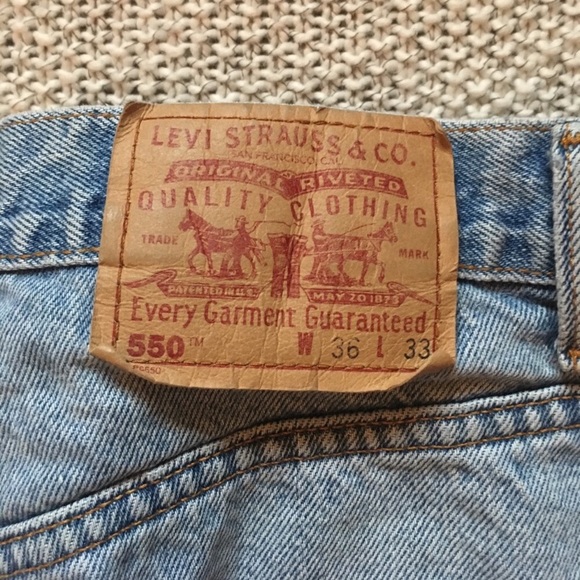 LEVI STRAUSS & CO.
SAN FRANCISCO, CAL.
ORIGINAL RIVETED
QUALITY CLOTHING
TRADE MARK
PATENTED IN U.S. MAY 20 1873
Every Garment Guaranteed
550™ W 36 L 33